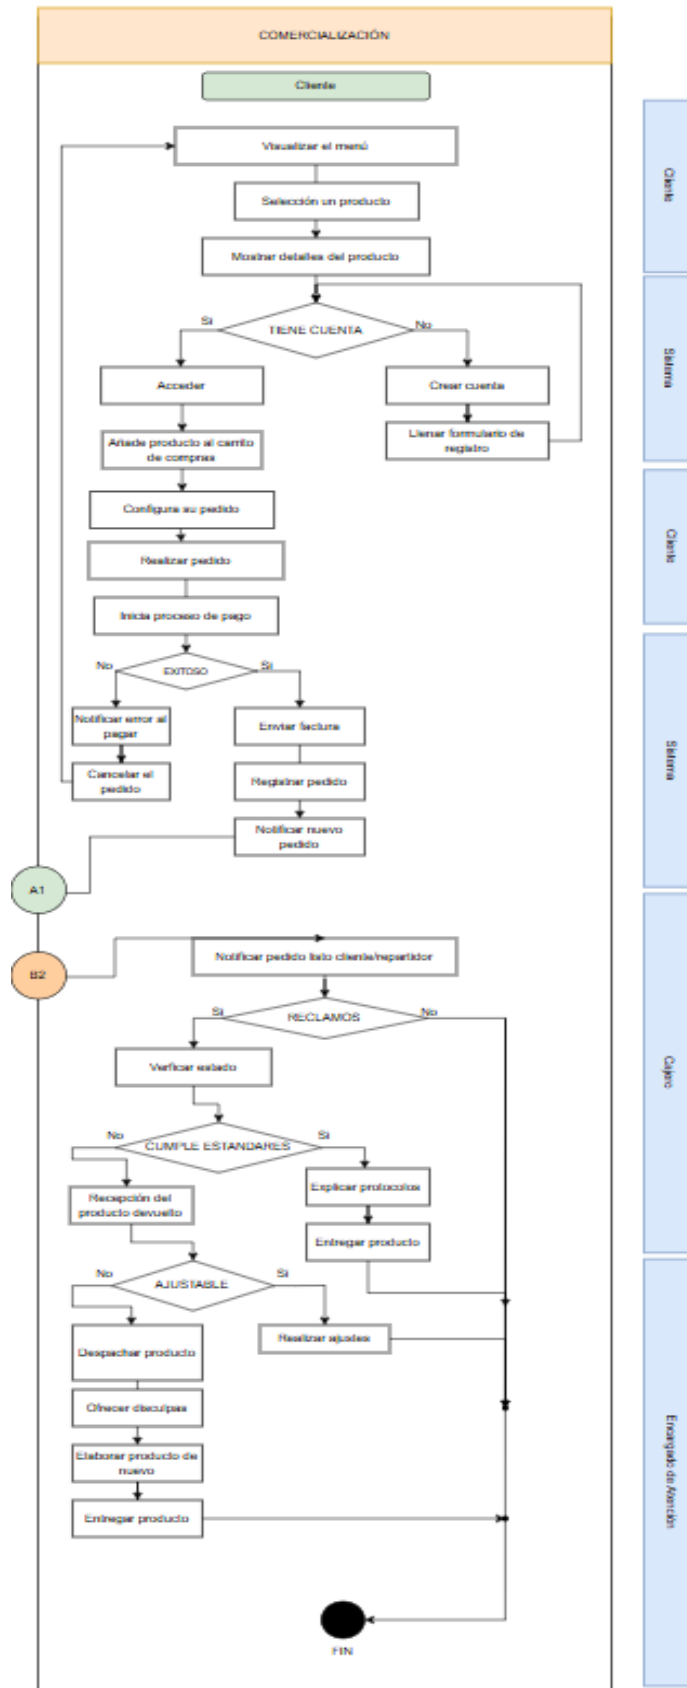 COMERCIALIZACIÓN
Cliente
Visualizar el menú
Cliente
Selección un producto
Mostrar detalles del producto
Si
TIENE CUENTA
No
Sistema
Acceder
Crear cuenta
Añade producto al carrito
de compras
Llenar formulario de
registro
Configura su pedido
Cliente
Realizar pedido
Inicia proceso de pago
No
EXITOSO
Si
Notificar error al
pagar
Enviar factura
Sistema
Cancelar el
pedido
Registrar pedido
Notificar nuevo
pedido
A1
B2
Notificar pedido listo cliente/repartidor
Si
RECLAMOS
No
Verficar estado
Cajero
No
CUMPLE ESTANDARES
Si
Recepción del
producto devuelto
Explicar protocolos
Entregar producto
No
AJUSTABLE
Si
Despachar producto
Realizar ajustes
Ofrecer disculpas
Elaborar producto de
nuevo
Encargado de Atención
Entregar producto
FIN